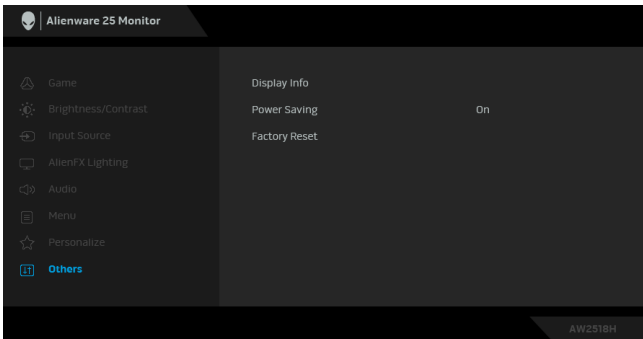 Alienware 25 Monitor
Game
Brightness/Contrast
Input Source
AlienFX Lighting
Audio
Menu
Personalize
Others
Display Info
Power Saving On
Factory Reset
AW2518H